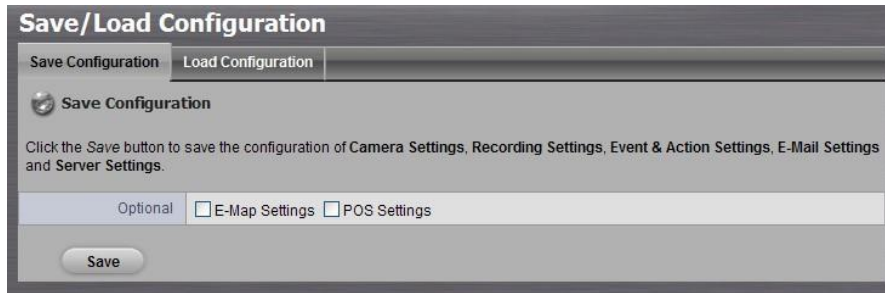 Save/Load Configuration
Save Configuration Load Configuration
Save Configuration
Click the Save button to save the configuration of Camera Settings, Recording Settings, Event & Action Settings, E-Mail Settings
and Server Settings.
Optional E-Map Settings POS Settings
Save